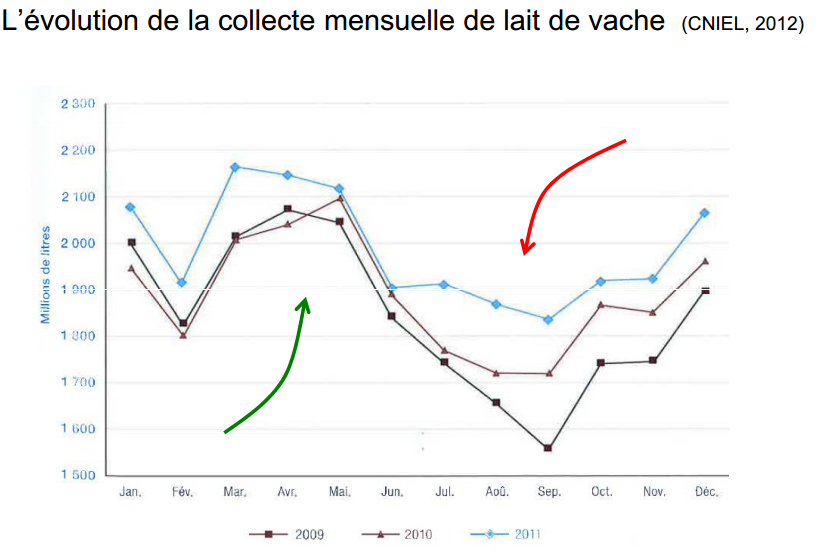 L’évolution de la collecte mensuelle de lait de vache (CNIEL, 2012)
Millions de litres
2 300
2 200
2 100
2 000
1 900
1 800
1 700
1 600
1 500
Jan. Fév. Mar. Avr. Mai. Jun. Jul. Aoû. Sep. Oct. Nov. Déc.
2009 2010 2011